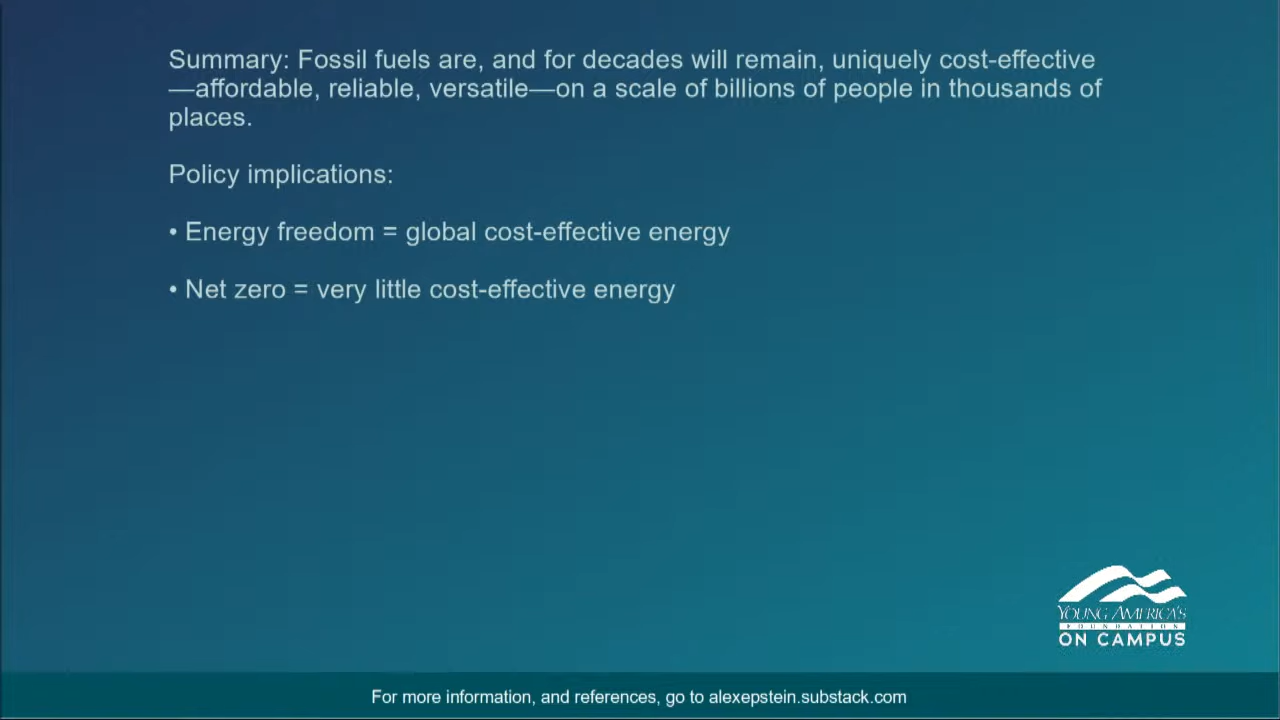 Summary: Fossil fuels are, and for decades will remain, uniquely cost-effective
—affordable, reliable, versatile—on a scale of billions of people in thousands of
places.
Policy implications:
• Energy freedom = global cost-effective energy
• Net zero = very little cost-effective energy
YOUNG AMERICA'S
FOUNDATION
ON CAMPUS
For more information, and references, go to alexepstein.substack.com